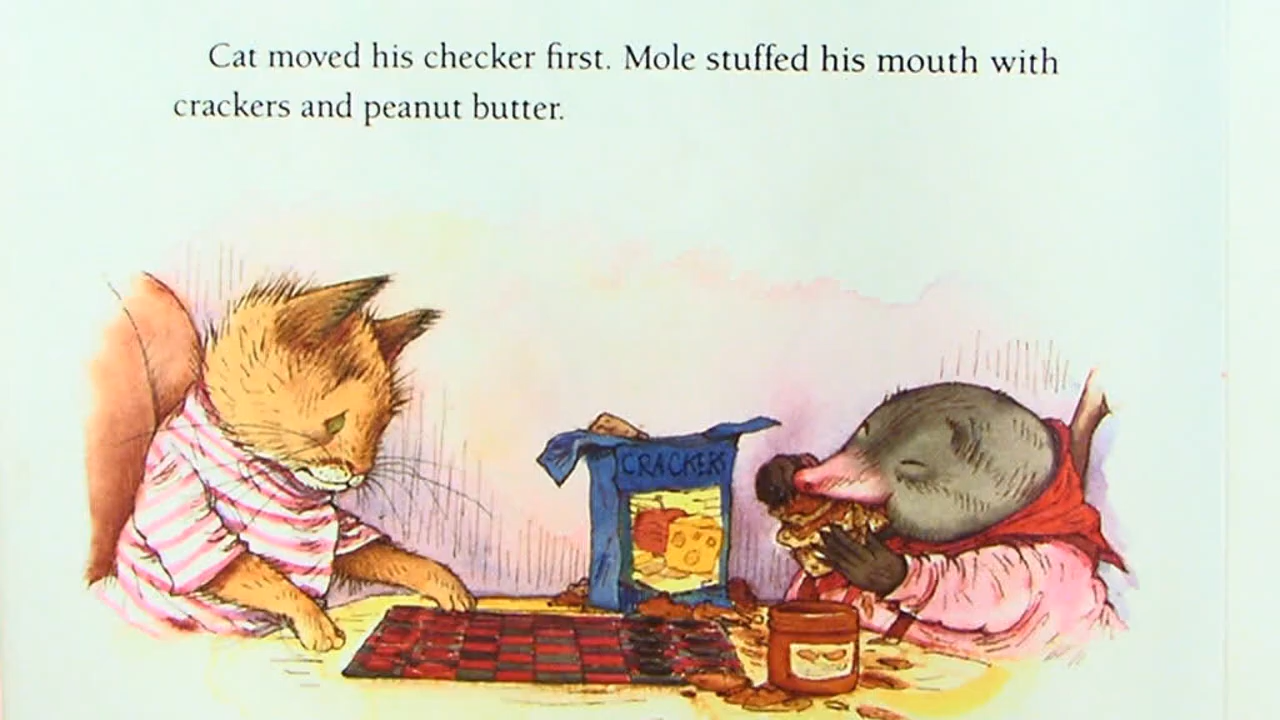 Cat moved his checker first. Mole stuffed his mouth with
crackers and peanut butter.
CRACKERS